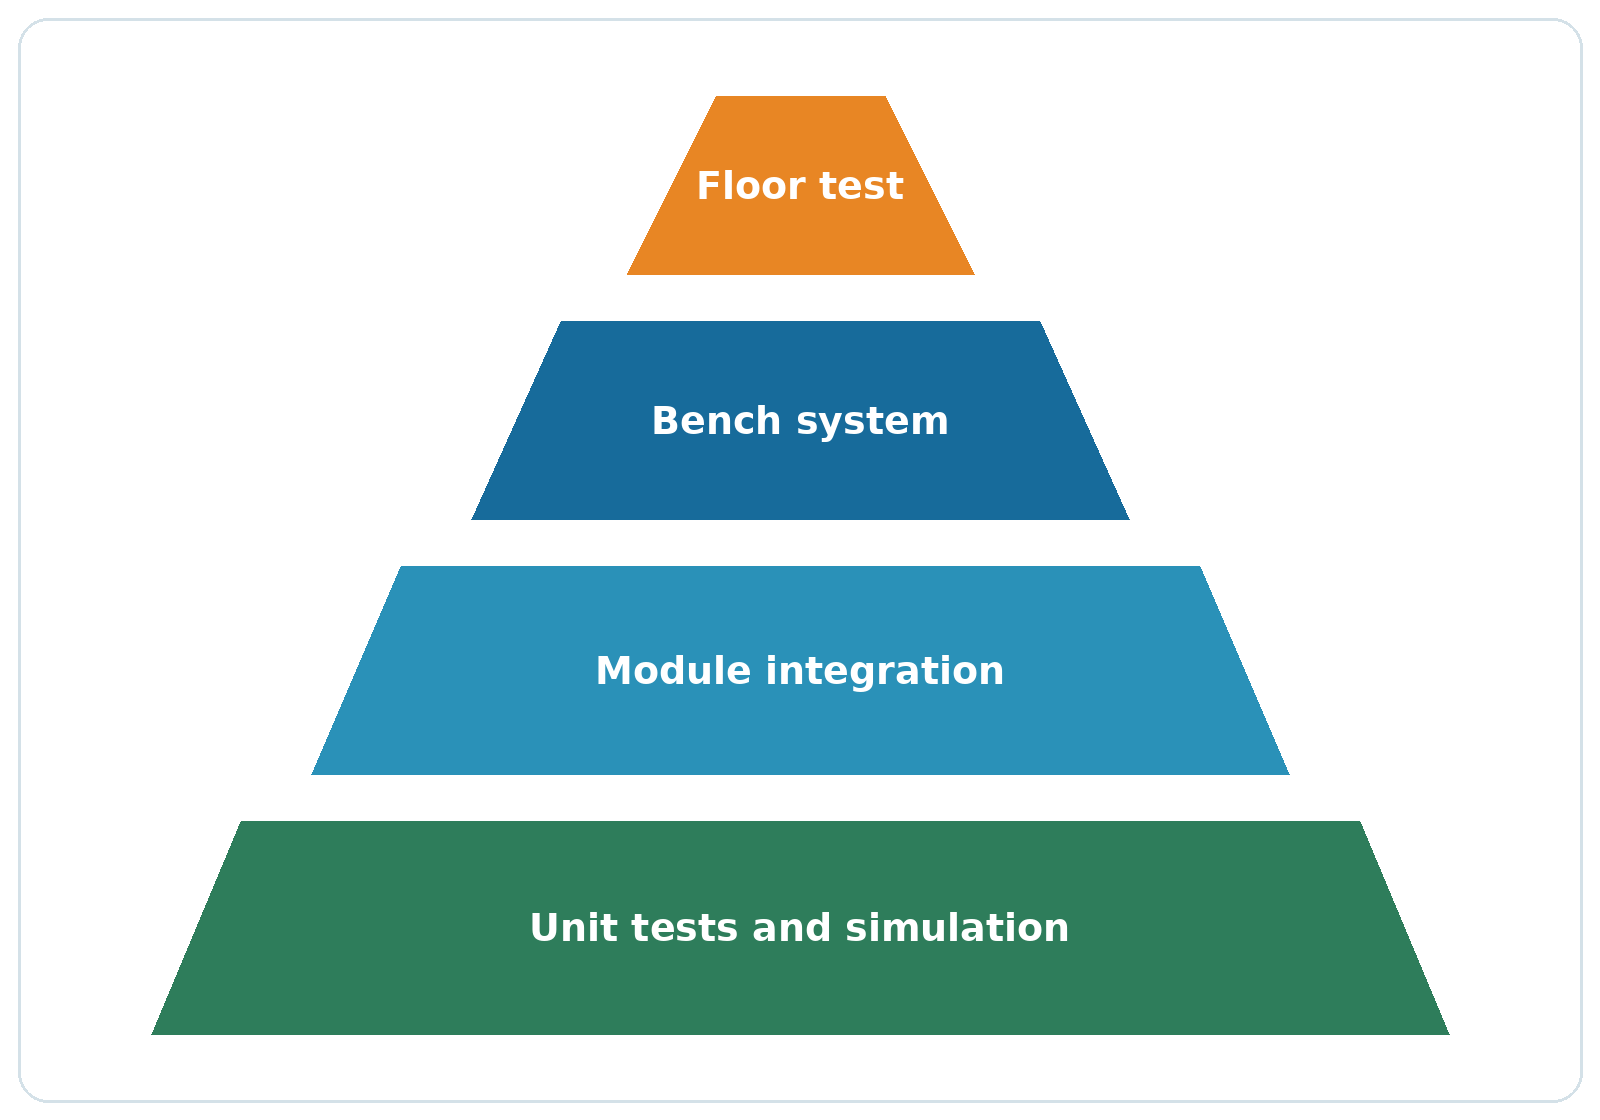 Floor test
Bench system
Module integration
Unit tests and simulation